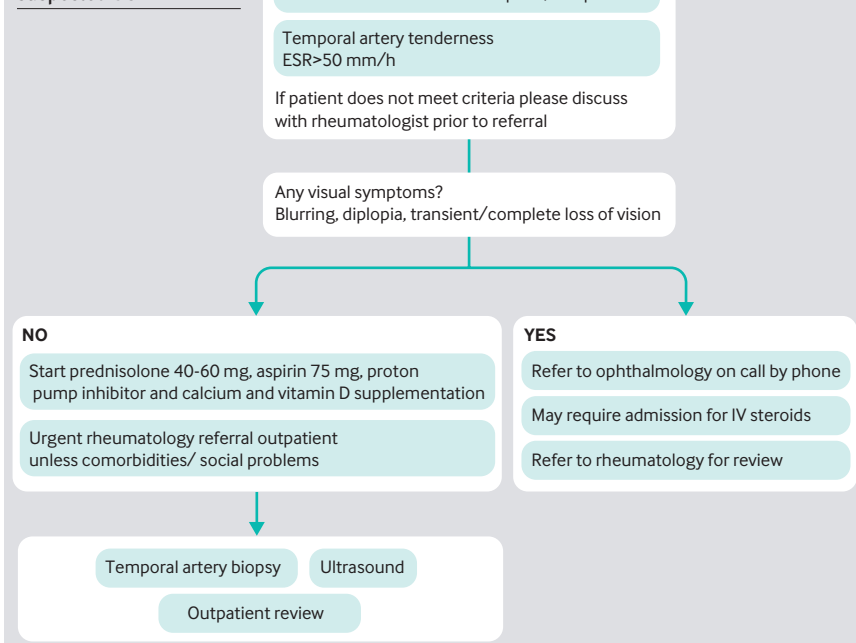 Temporal artery tenderness
ESR>50 mm/h
If patient does not meet criteria please discuss
with rheumatologist prior to referral
Any visual symptoms?
Blurring, diplopia, transient/complete loss of vision
NO
Start prednisolone 40-60 mg, aspirin 75 mg, proton
pump inhibitor and calcium and vitamin D supplementation
Urgent rheumatology referral outpatient
unless comorbidities/ social problems
YES
Refer to ophthalmology on call by phone
May require admission for IV steroids
Refer to rheumatology for review
Temporal artery biopsy
Ultrasound
Outpatient review